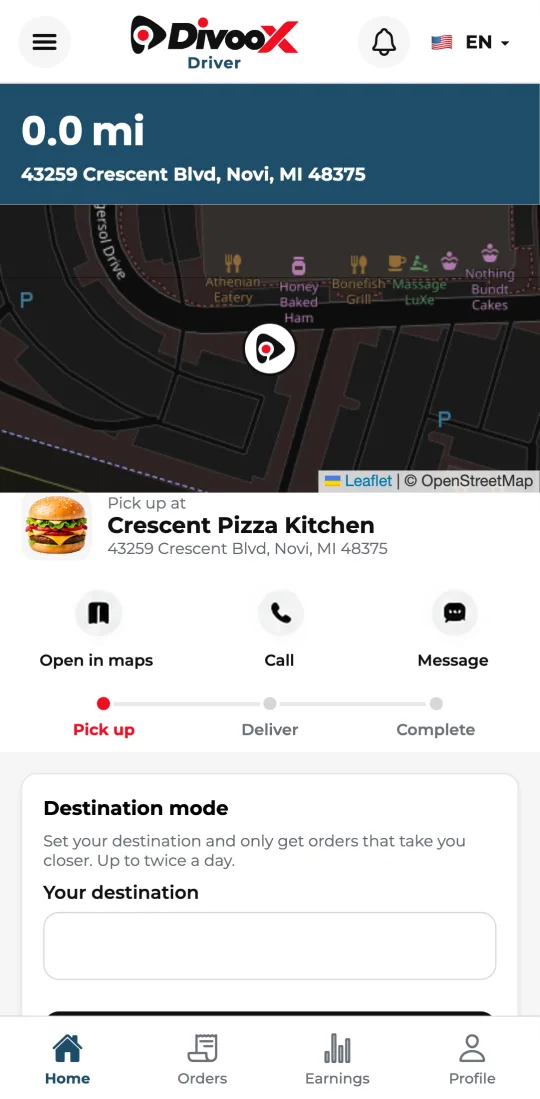 DivooX
Driver
EN
0.0 mi
43259 Crescent Blvd, Novi, MI 48375
gersol Drive
P
Athenian
Eatery
Honey
Baked
Ham
Bonefish
Grill
Massage
LuXe
Nothing
Bundt
Cakes
P
Leaflet | © OpenStreetMap
Pick up at
Crescent Pizza Kitchen
43259 Crescent Blvd, Novi, MI 48375
Open in maps
Call
Message
Pick up
Deliver
Complete
Destination mode
Set your destination and only get orders that take you
closer. Up to twice a day.
Your destination
Home
Orders
Earnings
Profile